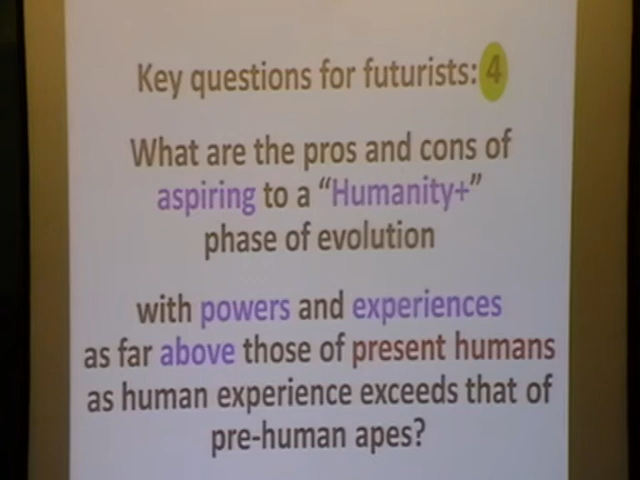 Key questions for futurists: 4
What are the pros and cons of
aspiring to a “Humanity+”
phase of evolution
with powers and experiences
as far above those of present humans
as human experience exceeds that of
pre-human apes?